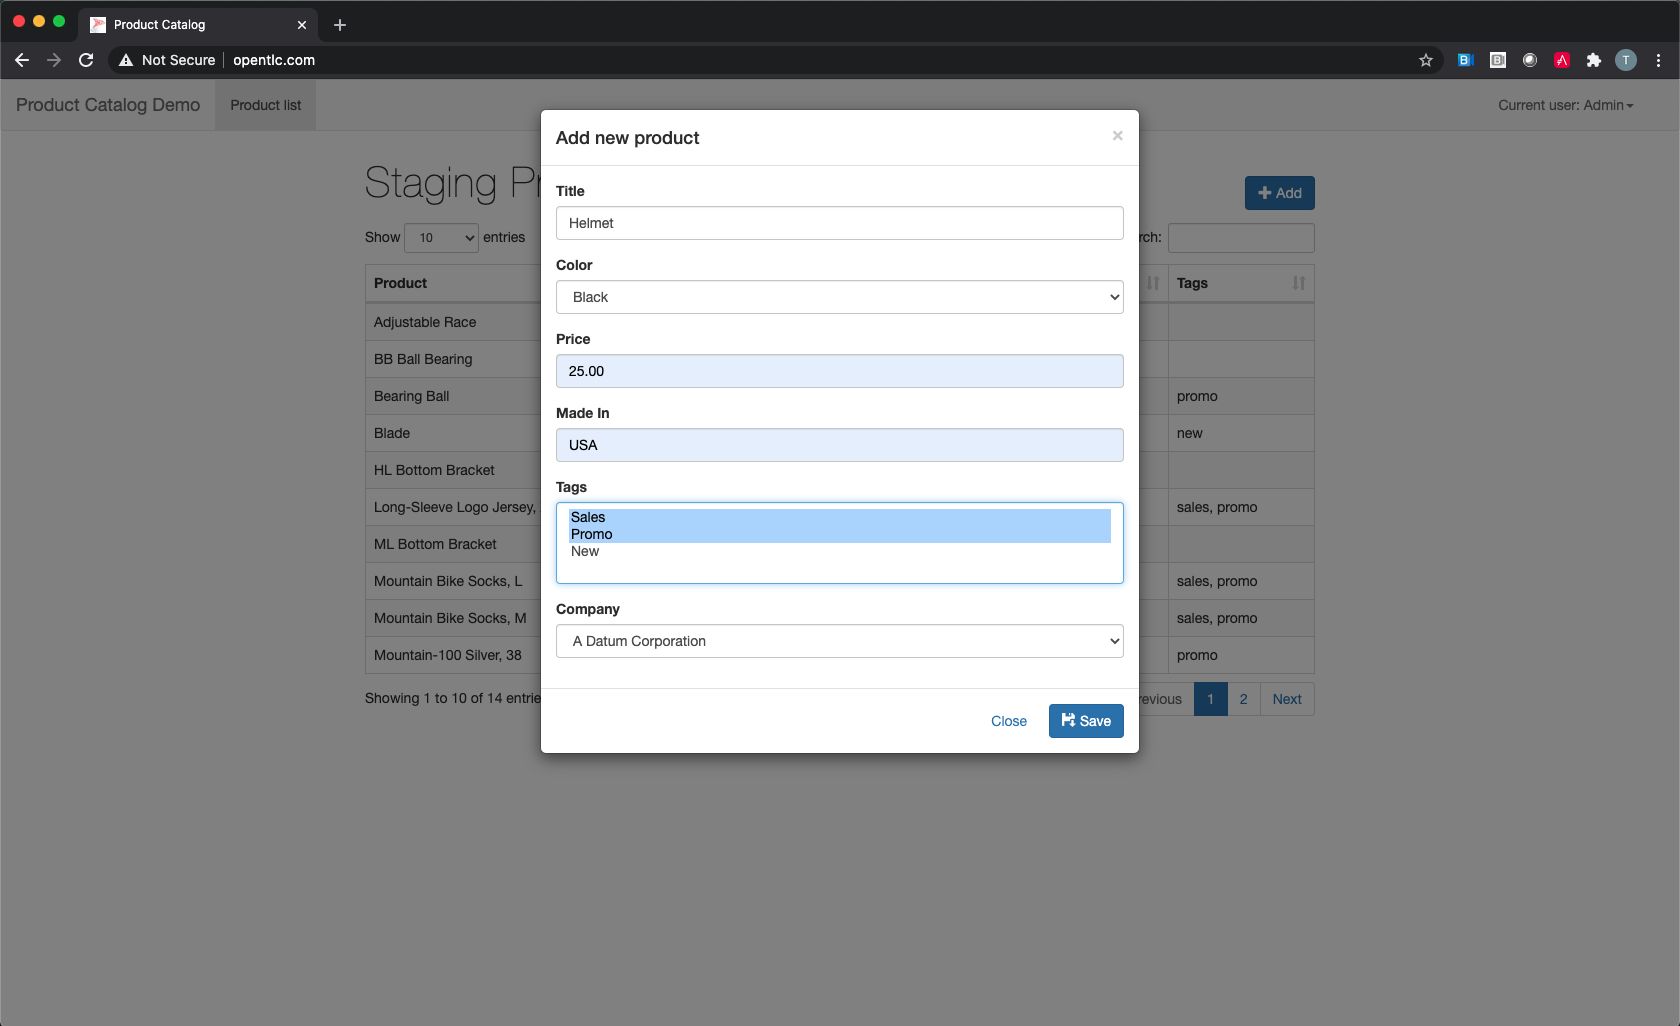 Product Catalog
Not Secure opentlc.com
T
Product Catalog Demo Product list Current user: Admin
Add new product ×
Staging
Add
Show 10 entries
Product Tags
Adjustable Race
BB Ball Bearing
Bearing Ball promo
Blade new
HL Bottom Bracket
Long-Sleeve Logo Jersey, sales, promo
ML Bottom Bracket
Mountain Bike Socks, L sales, promo
Mountain Bike Socks, M sales, promo
Mountain-100 Silver, 38 promo
Showing 1 to 10 of 14 1 2 Next
Title
Helmet
Color
Black
Price
25.00
Made In
USA
Tags
Sales
Promo
New
Company
A Datum Corporation
Close Save